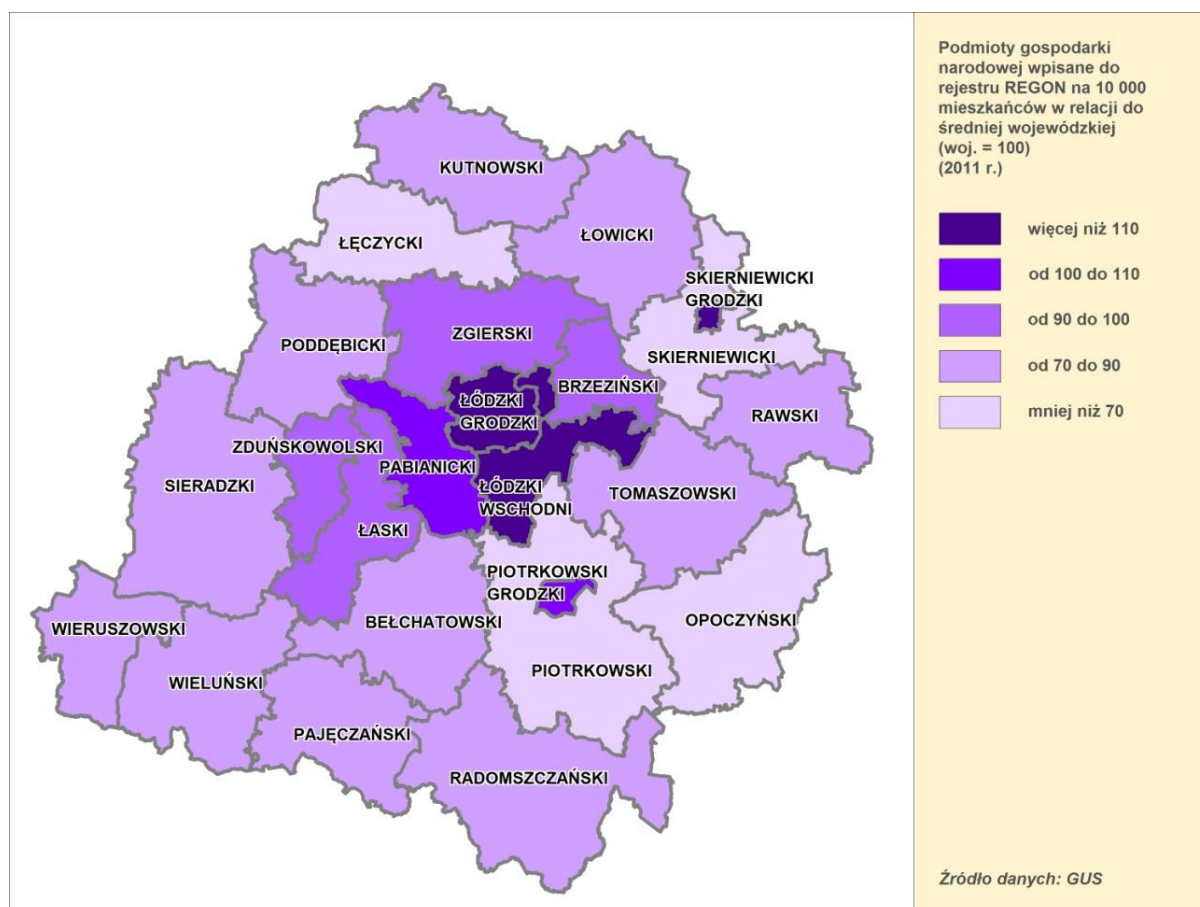 Podmioty gospodarki
narodowej wpisane do
rejestru REGON na 10 000
mieszkańców w relacji do
średniej wojewódzkiej
(woj. = 100)
(2011 r.)
więcej niż 110
od 100 do 110
od 90 do 100
od 70 do 90
mniej niż 70
Źródło danych: GUS
KUTNOWSKI
ŁĘCZYCKI
ŁOWICKI
SKIERNIEWICKI
GRODZKI
ZGIERSKI
PODDĘBICKI
SKIERNIEWICKI
BRZEZIŃSKI
ŁÓDZKI
GRODZKI
RAWSKI
ZDUŃSKOWOLSKI
PABIANICKI
SIERADZKI
ŁÓDZKI
WSCHODNI
TOMASZOWSKI
ŁASKI
PIOTRKOWSKI
GRODZKI
BEŁCHATOWSKI
OPOCZYŃSKI
WIERUSZOWSKI
PIOTRKOWSKI
WIELUŃSKI
PAJĘCZAŃSKI
RADOMSZCZAŃSKI